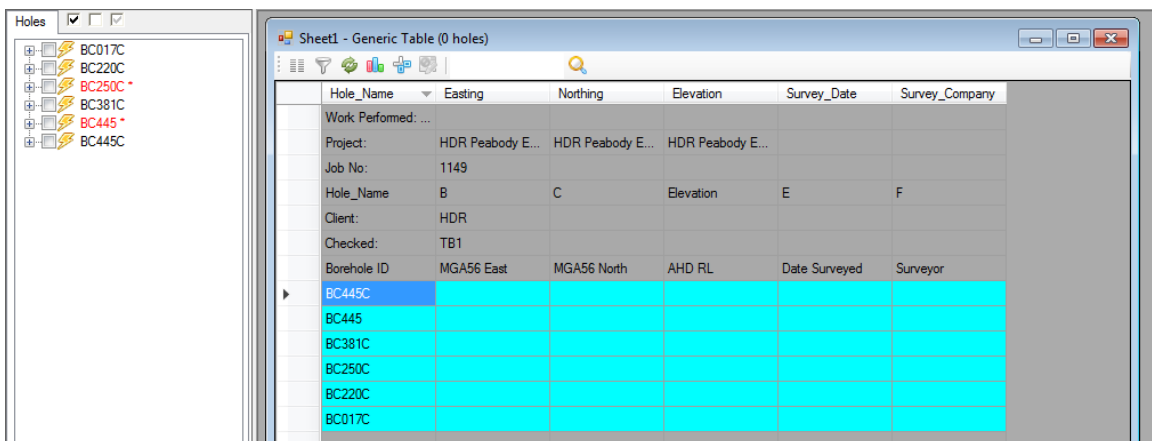 Holes
BC017C
BC220C
BC250C *
BC381C
BC445 *
BC445C
Sheet1 - Generic Table (0 holes)
Hole_Name Easting Northing Elevation Survey_Date Survey_Company
Work Performed: ...
Project: HDR Peabody E... HDR Peabody E... HDR Peabody E...
Job No: 1149
Hole_Name B C Elevation E F
Client: HDR
Checked: TB1
Borehole ID MGA56 East MGA56 North AHD RL Date Surveyed Surveyor
BC445C
BC445
BC381C
BC250C
BC220C
BC017C